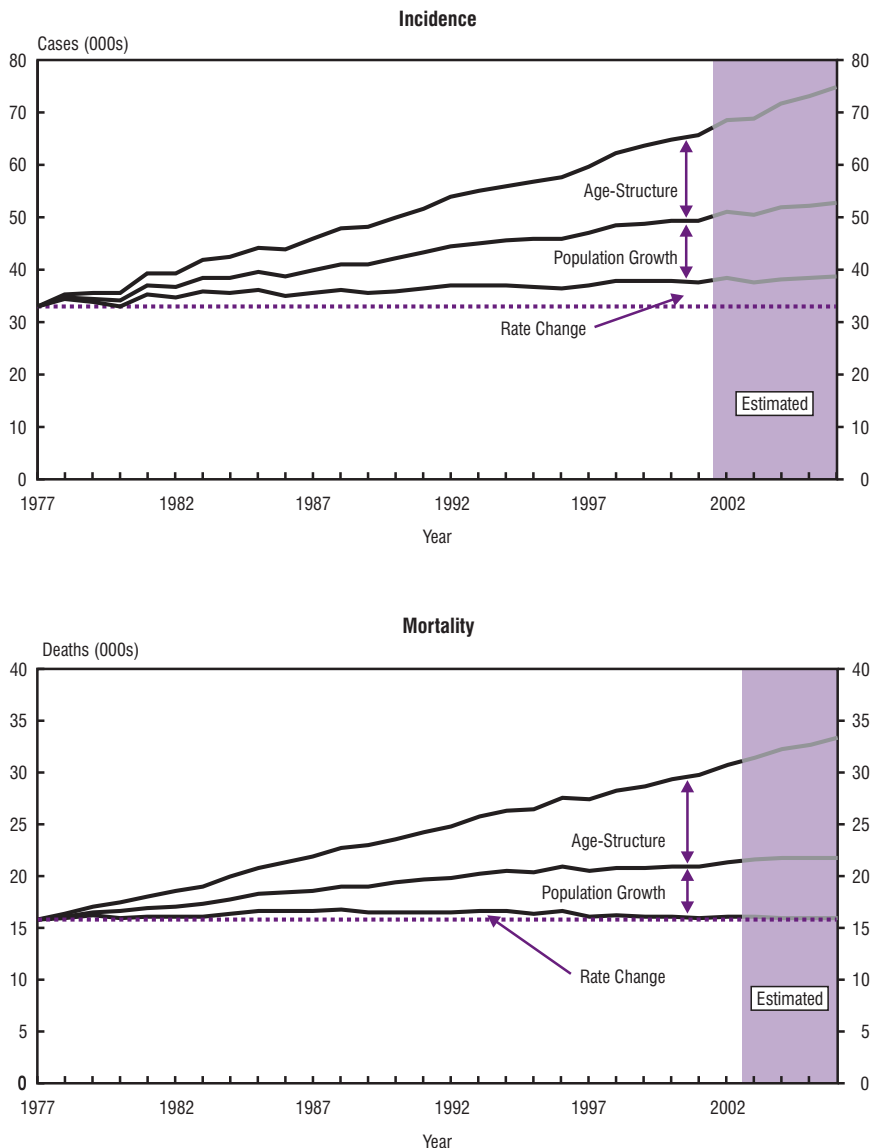 Incidence
Cases (000s)
80 80
70 70
60 60
Age-Structure
50 50
Population Growth
40 40
30 30
Rate Change
20 20
Estimated
10 10
0 0
1977 1982 1987 1992 1997 2002
Year
Mortality
Deaths (000s)
40 40
35 35
30 30
25 25
Age-Structure
20 20
Population Growth
15 15
10 10
Rate Change
Estimated
5 5
0 0
1977 1982 1987 1992 1997 2002
Year